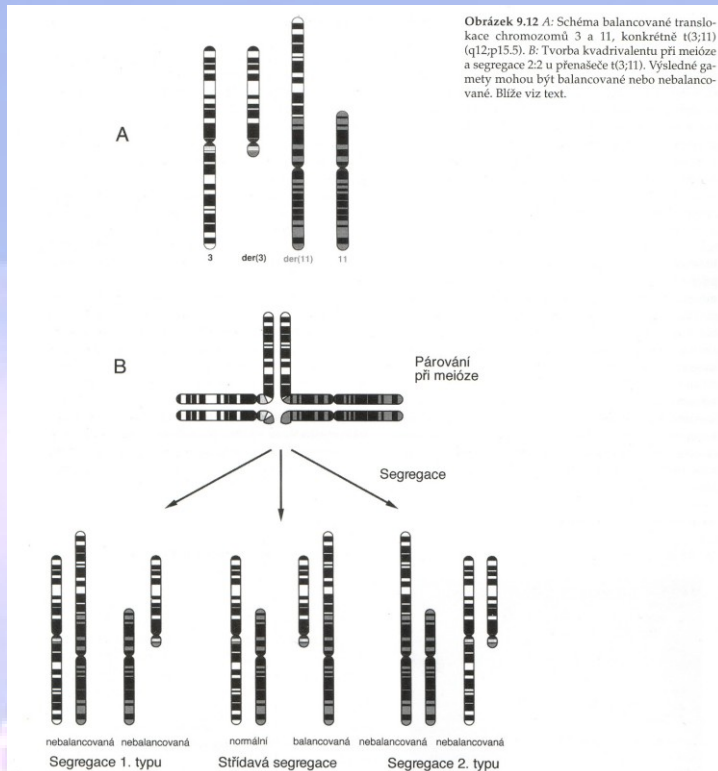 Obrázek 9.12 A: Schéma balancované translo-
kace chromozomů 3 a 11, konkrétně t(3;11)
(q12;p15.5). B: Tvorba kvadrivalentu při meióze
a segregace 2:2 u přenašeče t(3;11). Výsledné ga-
mety mohou být balancované nebo nebalanco-
vané. Blíže viz text.
A
3 der(3) der(11) 11
B
Párování
při meióze
Segregace
nebalancovaná nebalancovaná normální balancovaná nebalancovaná nebalancovaná
Segregace 1. typu Střídavá segregace Segregace 2. typu